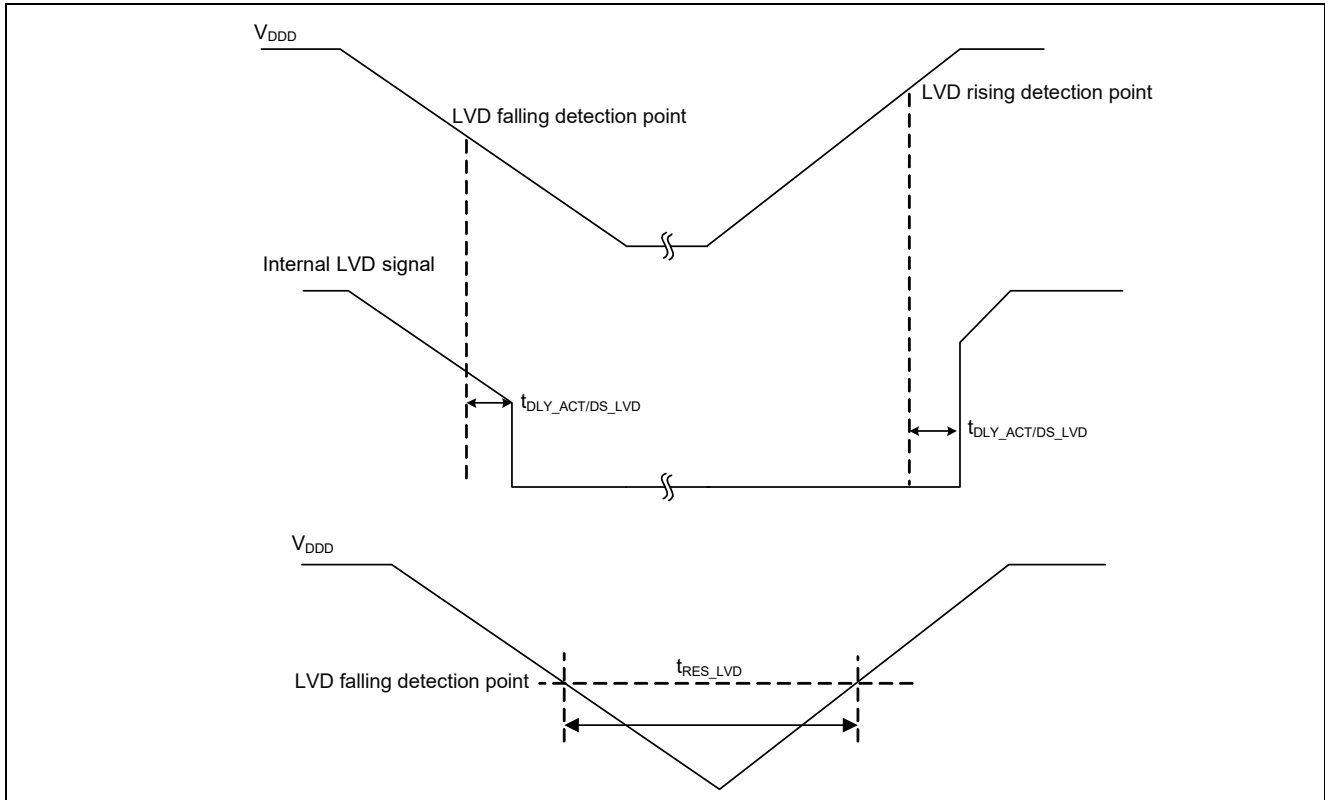 VDDD
LVD rising detection point
LVD falling detection point
Internal LVD signal
tDLY_ACT/DS_LVD
tDLY_ACT/DS_LVD
VDDD
tRES_LVD
LVD falling detection point